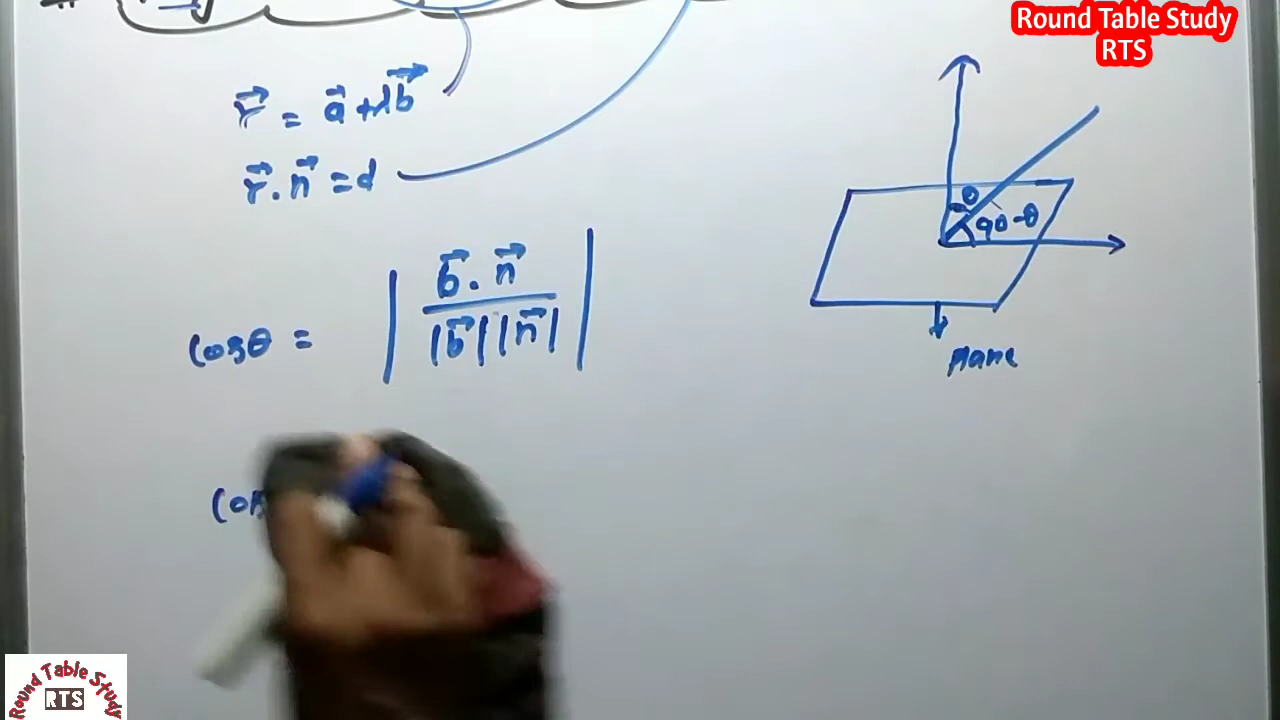 Round Table Study
RTS
r⃗ = a⃗ + λb⃗
r⃗ . n⃗ = d
cosθ = | b⃗ . n⃗ / |b⃗| |n⃗| |
θ
90-θ
Plane
Round Table Study
RTS